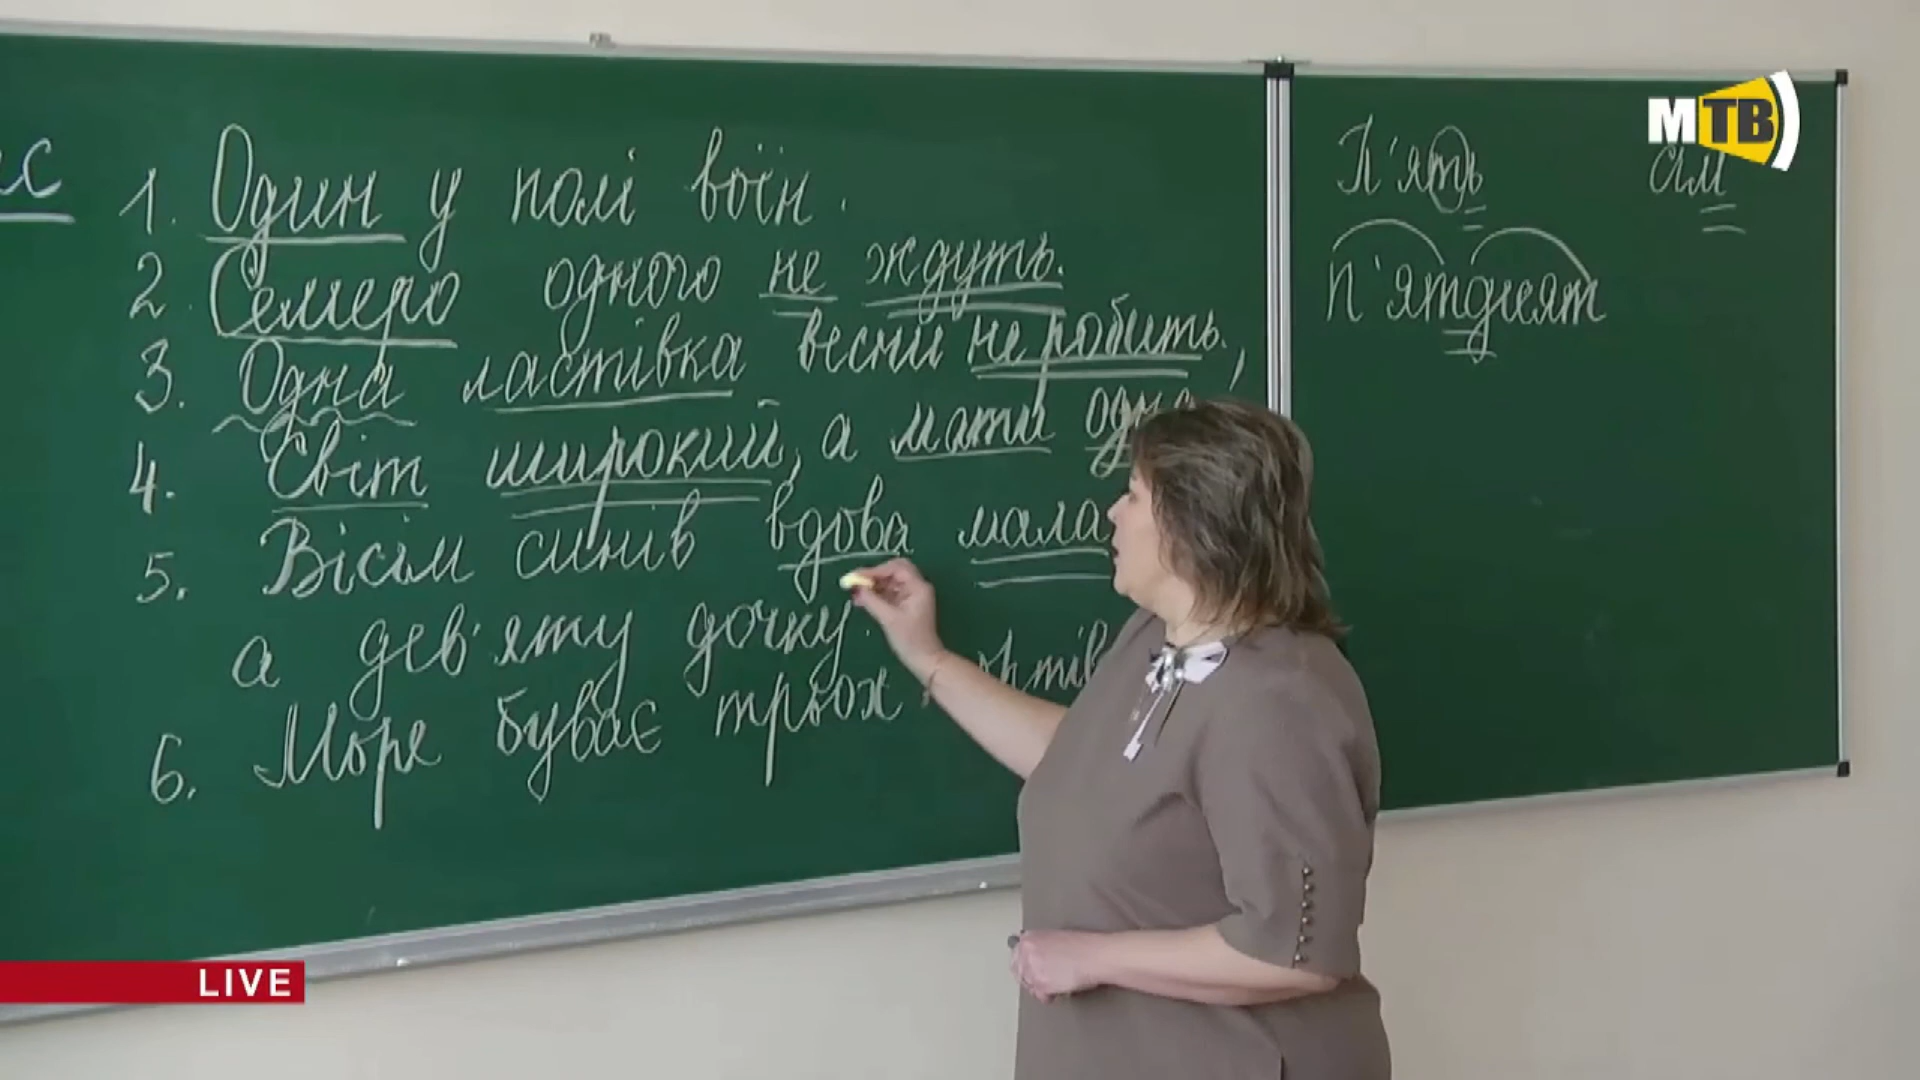 1. Один у полі воїн.
2. Семеро одного не ждуть.
3. Одна ластівка весни не робить.
4. Світ широкий, а мати одна
5. Вісім синів вдова мала
а дев'яту дочку.
6. Море буває трьох
П'ять сім
п'ятдесят
МТВ
LIVE